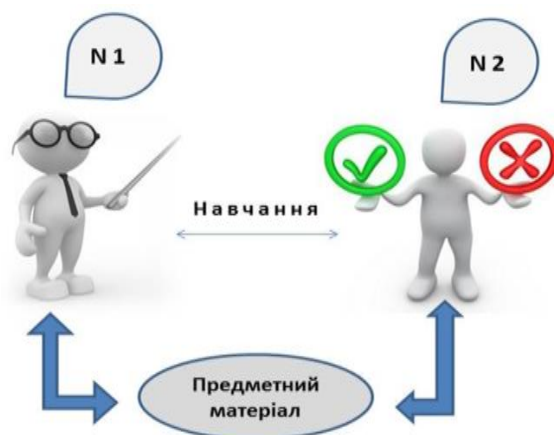 N 1
N 2
Навчання
Предметний
матеріал